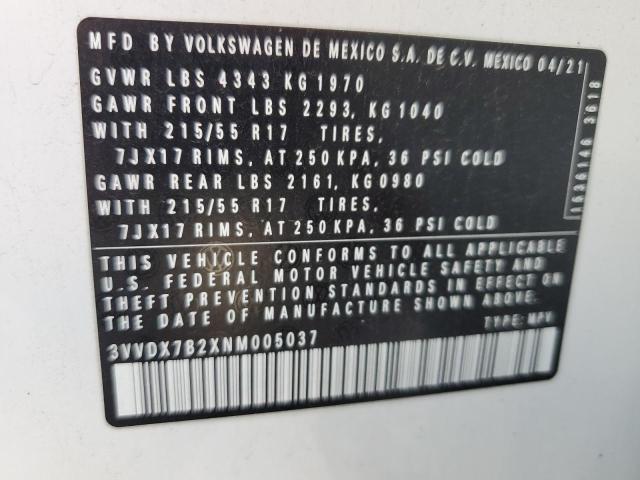 MFD BY VOLKSWAGEN DE MEXICO S.A. DE C.V. MEXICO 04/21
GVWR LBS 4343 KG 1970
GAWR FRONT LBS 2293, KG 1040
WITH 215/55 R17 TIRES,
7JX17 RIMS, AT 250 KPA, 36 PSI COLD
GAWR REAR LBS 2161, KG 0980
WITH 215/55 R17 TIRES,
7JX17 RIMS, AT 250 KPA, 36 PSI COLD
THIS VEHICLE CONFORMS TO ALL APPLICABLE
U.S. FEDERAL MOTOR VEHICLE SAFETY AND
THEFT PREVENTION STANDARDS IN EFFECT ON
THE DATE OF MANUFACTURE SHOWN ABOVE.
3VVDX7B2XNM005037
TYPE: MPV
1636146 3618